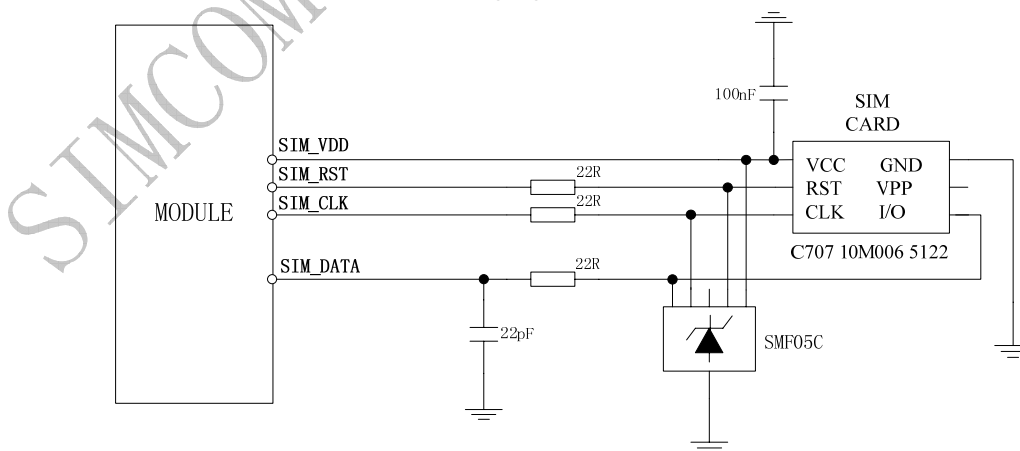 SIMCOM
100nF
SIM
CARD
SIM_VDD
SIM_RST
SIM_CLK
SIM_DATA
MODULE
22R
22R
22R
22pF
VCC GND
RST VPP
CLK I/O
C707 10M006 5122
SMF05C